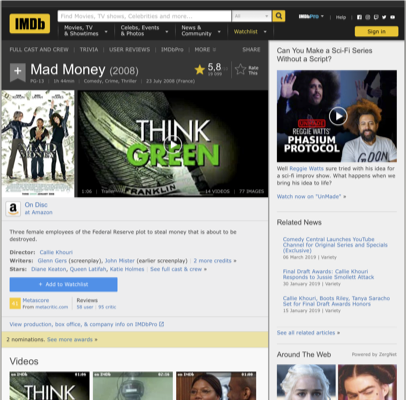 IMDb
Find Movies, TV shows, Celebrities and more...
All
Movies, TV
& Showtimes
Celebs, Events
& Photos
News &
Community
Watchlist
IMDbPro
Help
Sign in
FULL CAST AND CREW | TRIVIA | USER REVIEWS | IMDbPro | MORE
SHARE
Mad Money (2008)
5,8
Rate
This
PG-13 | 1h 44min | Comedy, Crime, Thriller | 23 July 2008 (France)
MAD
MONEY
THINK
GREEN
FRANKLIN
1:06 | Trailer
14 VIDEOS | 77 IMAGES
On Disc
at Amazon
Three female employees of the Federal Reserve plot to steal money that is about to be
destroyed.
Director: Callie Khouri
Writers: Glenn Gers (screenplay), John Mister (earlier screenplay) | 2 more credits »
Stars: Diane Keaton, Queen Latifah, Katie Holmes | See full cast & crew »
+ Add to Watchlist
41
Metascore
From metacritic.com
Reviews
58 user | 95 critic
View production, box office, & company info on IMDbPro
2 nominations. See more awards »
Videos
THINK
Can You Make a Sci-Fi Series
Without a Script?
REGGIE WATTS'
PHASIUM
PROTOCOL
GOON
Well Reggie Watts sure tried with his idea for
a sci-fi improv show. What happens when we
bring his idea to life?
Watch now on "UnMade" »
Related News
Comedy Central Launches YouTube
Channel for Original Series and Specials
(Exclusive)
06 March 2019 | Variety
Final Draft Awards: Callie Khouri
Responds to Jussie Smollett Attack
30 January 2019 | Variety
Callie Khouri, Boots Riley, Tanya Saracho
Set for Final Draft Awards Honors
15 January 2019 | Variety
See all related articles »
Around The Web
Powered by ZergNet